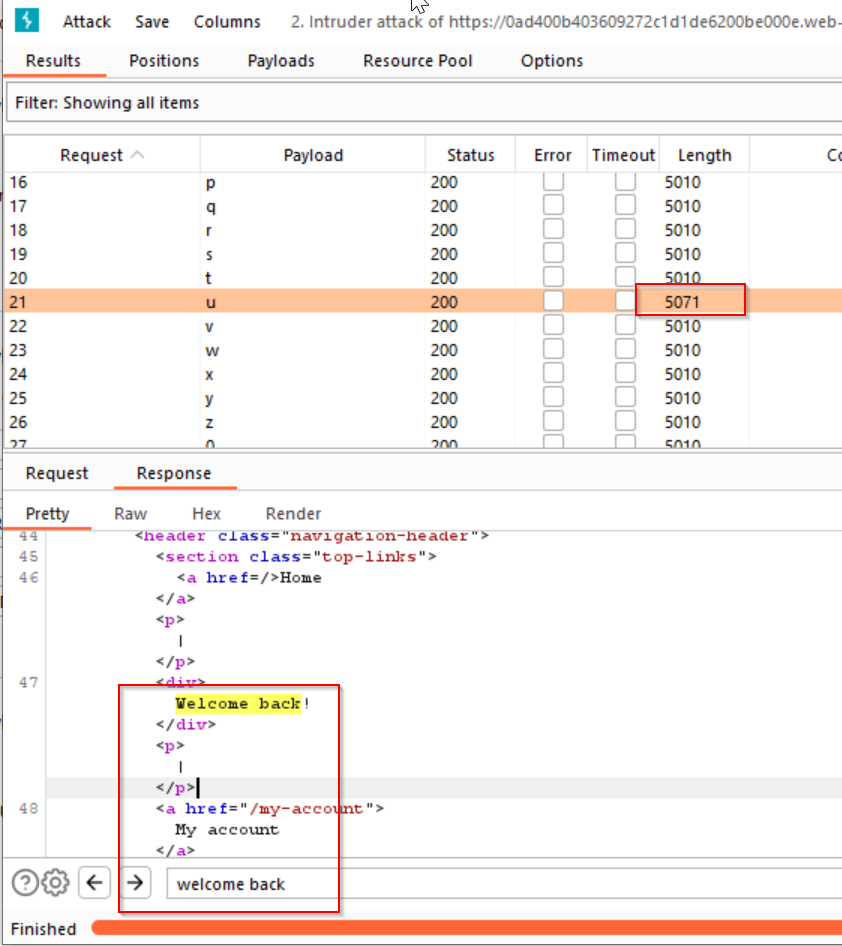 Attack Save Columns 2. Intruder attack of https://0ad400b403609272c1d1de6200be000e.web-
Results Positions Payloads Resource Pool Options
Filter: Showing all items
Request Payload Status Error Timeout Length
16 p 200 5010
17 q 200 5010
18 r 200 5010
19 s 200 5010
20 t 200 5010
21 u 200 5071
22 v 200 5010
23 w 200 5010
24 x 200 5010
25 y 200 5010
26 z 200 5010
27 0 200 5010
Request Response
Pretty Raw Hex Render
44 <header class="navigation-header">
45 <section class="top-links">
46 <a href=/>Home
</a>
<p>
|
</p>
47 <div>
Welcome back!
</div>
<p>
|
</p>
48 <a href="/my-account">
My account
</a>
? welcome back
Finished